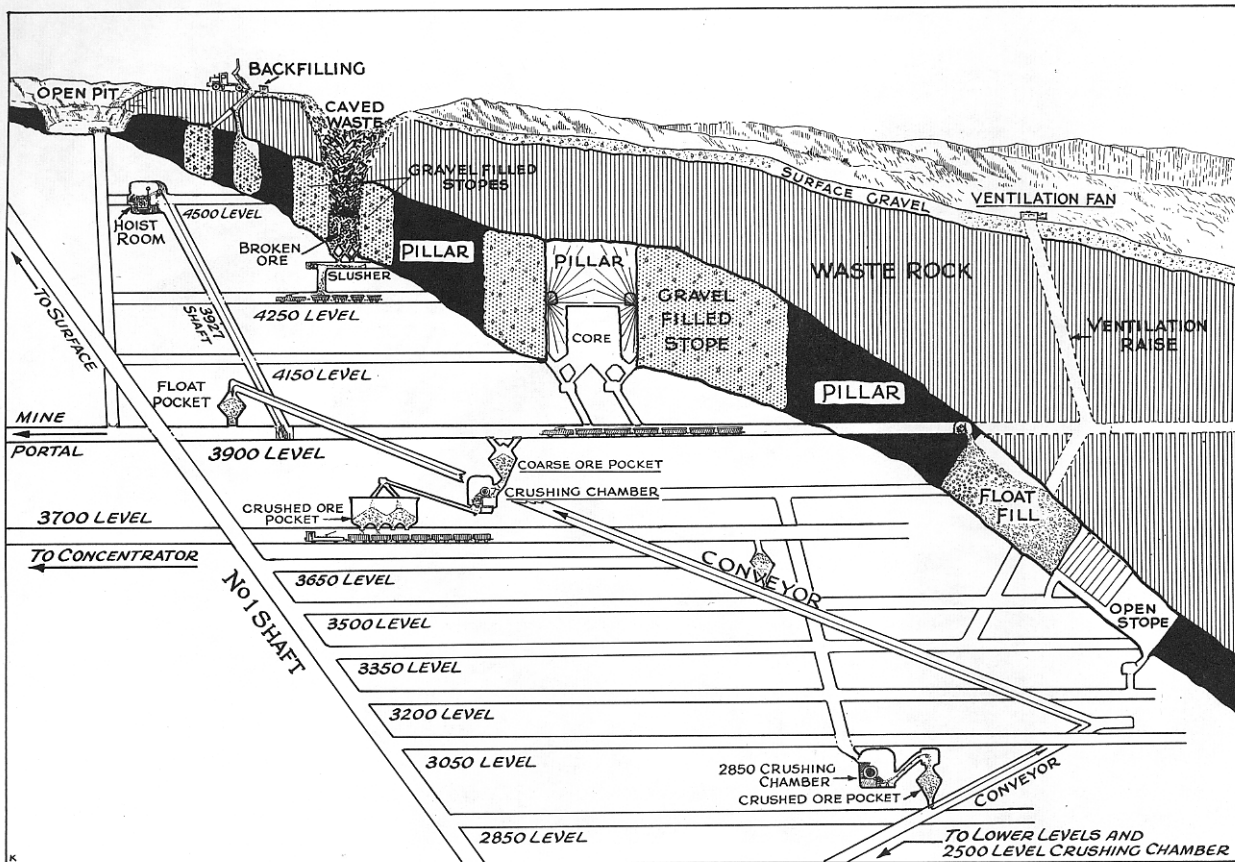 BACKFILLING
OPEN PIT
CAVED
WASTE
GRAVEL FILLED
STOPES
SURFACE GRAVEL
VENTILATION FAN
4500 LEVEL
HOIST
ROOM
BROKEN
ORE
SLUSHER
PILLAR
PILLAR
WASTE ROCK
GRAVEL
FILLED
STOPE
TO SURFACE
3927
SHAFT
4250 LEVEL
CORE
VENTILATION
RAISE
4150 LEVEL
FLOAT
POCKET
PILLAR
MINE
PORTAL
3900 LEVEL
COARSE ORE POCKET
CRUSHING CHAMBER
FLOAT
FILL
CRUSHED ORE
POCKET
3700 LEVEL
TO CONCENTRATOR
CONVEYOR
3650 LEVEL
No 1 SHAFT
OPEN
STOPE
3500 LEVEL
3350 LEVEL
3200 LEVEL
3050 LEVEL
2850 CRUSHING
CHAMBER
CRUSHED ORE POCKET
CONVEYOR
2850 LEVEL
TO LOWER LEVELS AND
2500 LEVEL CRUSHING CHAMBER
K